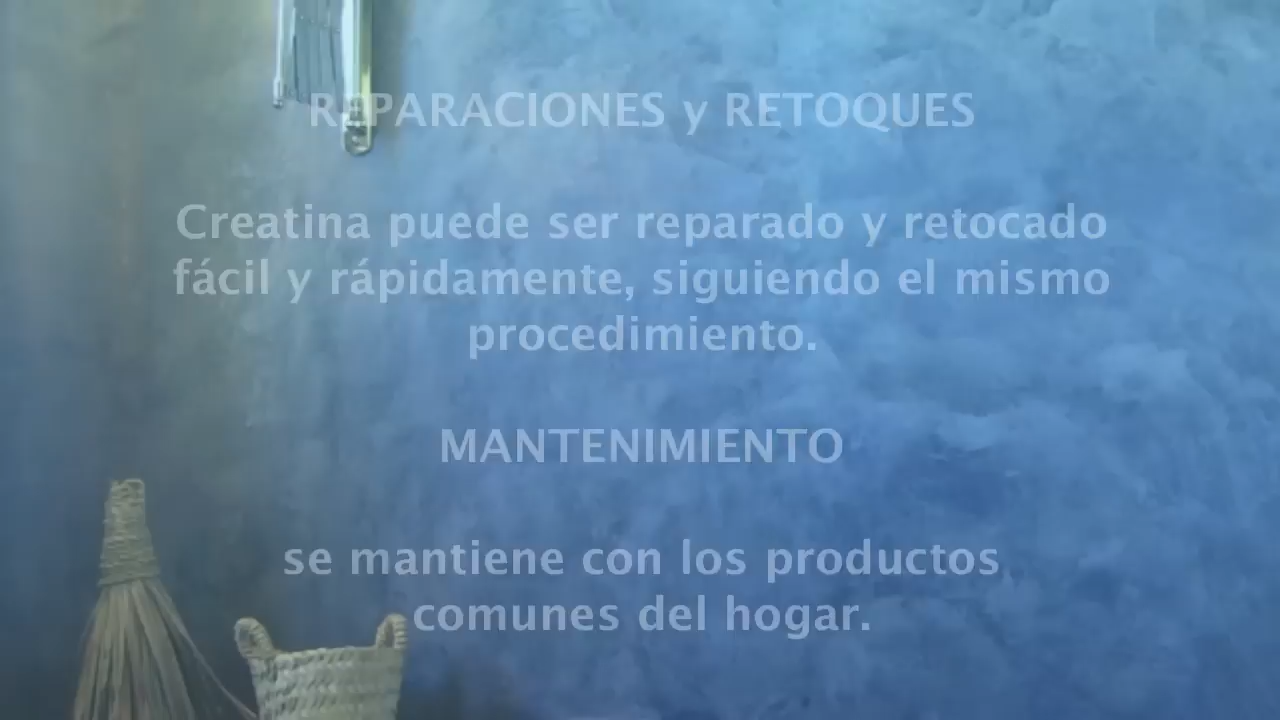 REPARACIONES y RETOQUES
Creatina puede ser reparado y retocado
fácil y rápidamente, siguiendo el mismo
procedimiento.
MANTENIMIENTO
se mantiene con los productos
comunes del hogar.